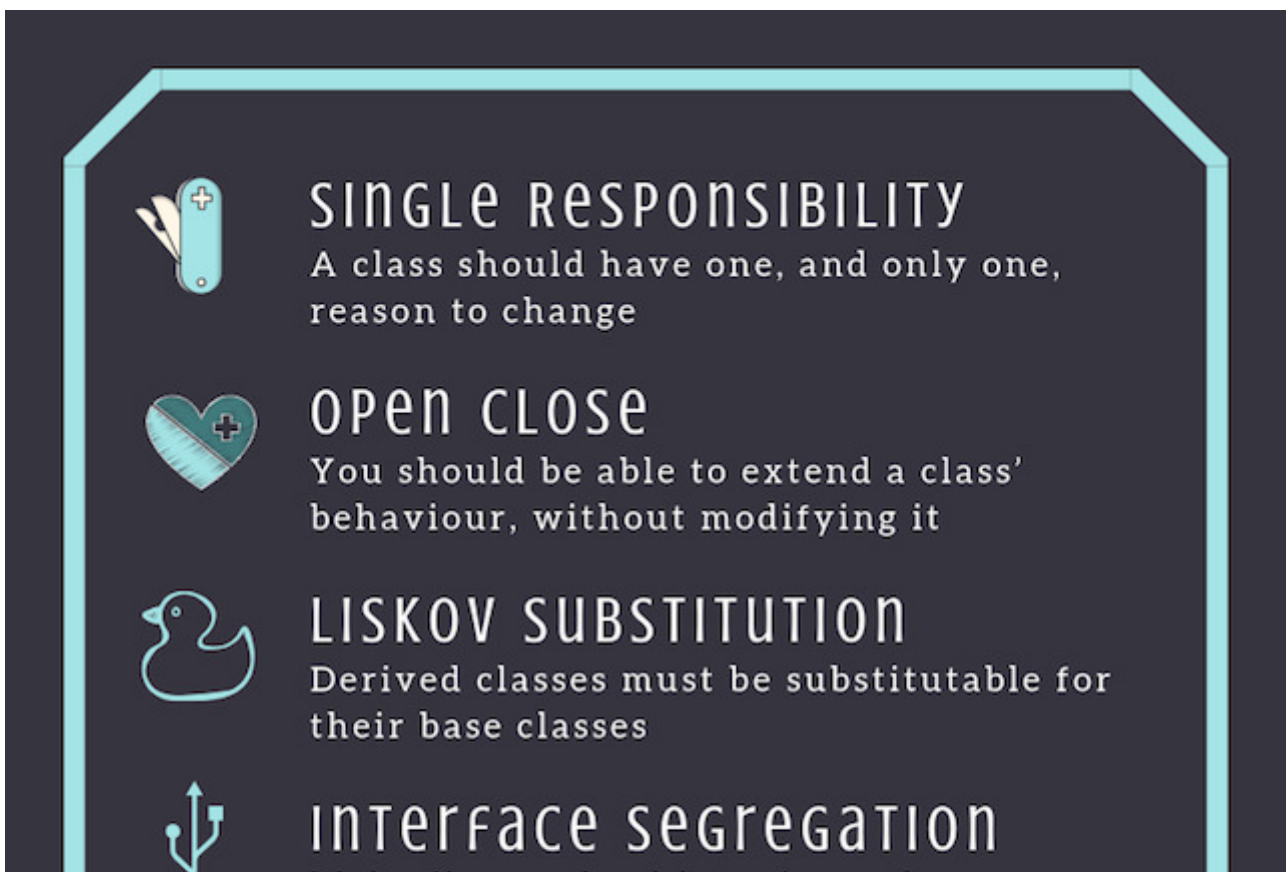 SINGLE RESPONSIBILITY
A class should have one, and only one,
reason to change
OPEN CLOSE
You should be able to extend a class’
behaviour, without modifying it
LISKOV SUBSTITUTION
Derived classes must be substitutable for
their base classes
INTERFACE SEGREGATION